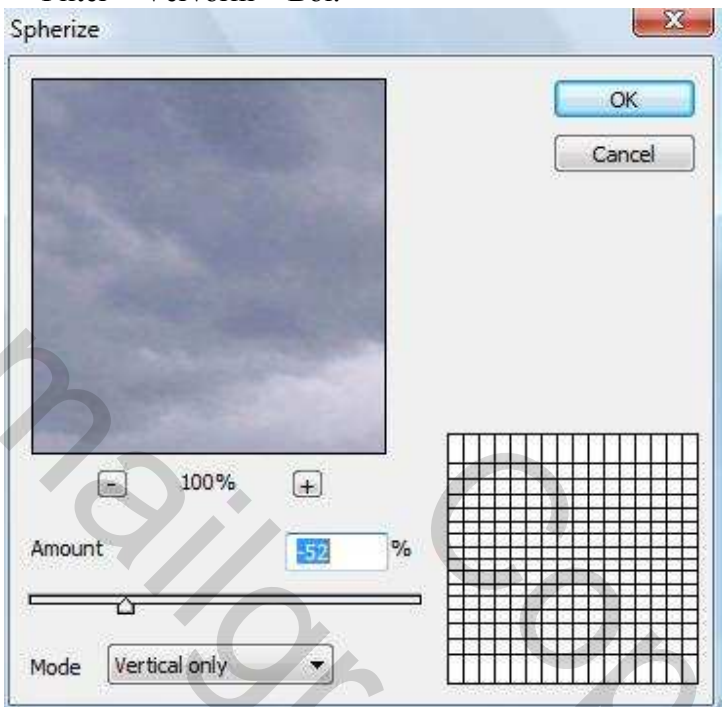 Spherize
OK
Cancel
- 100% +
Amount -52 %
Mode Vertical only